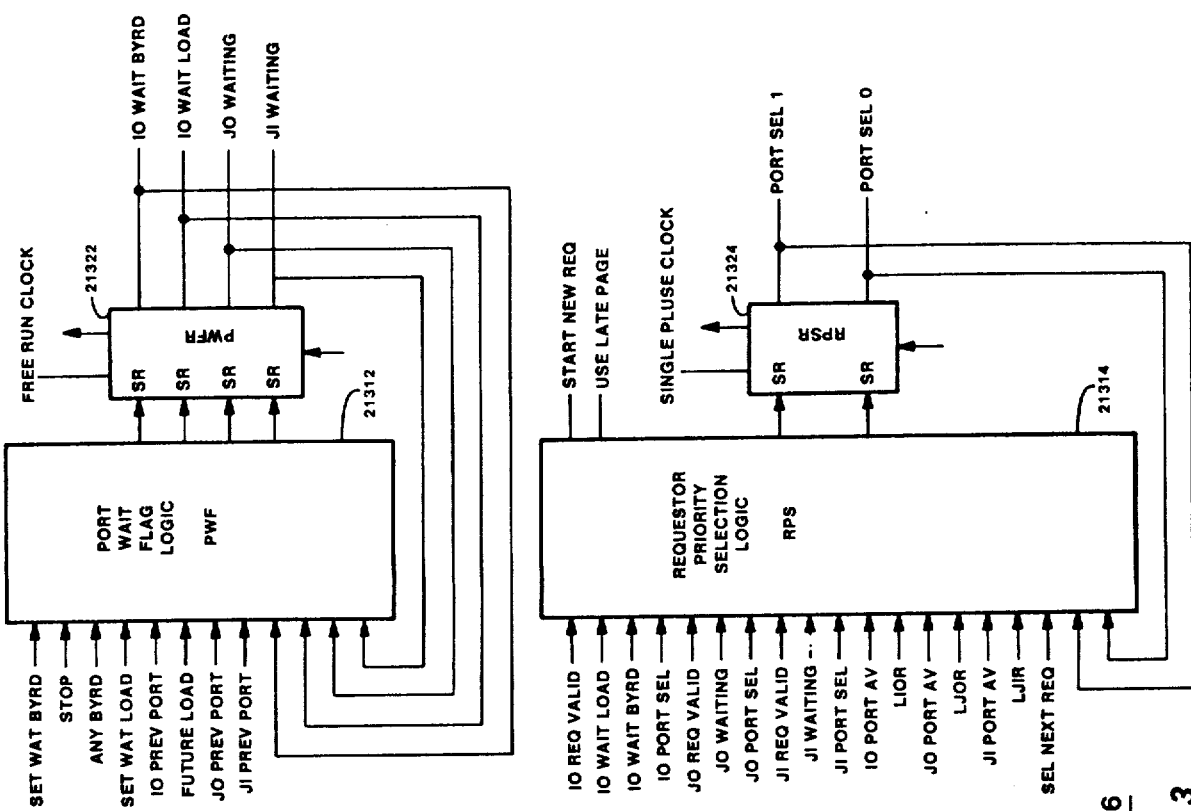 FREE RUN CLOCK
21322
SET WAT BYRD
STOP
ANY BYRD
SET WAT LOAD
IO PREV PORT
FUTURE LOAD
JO PREV PORT
JI PREV PORT
PORT
WAIT
FLAG
LOGIC
PWF
SR
SR
SR
SR
PWFR
IO WAIT BYRD
IO WAIT LOAD
JO WAITING
JI WAITING
21312
START NEW REQ
USE LATE PAGE
SINGLE PLUSE CLOCK
21324
IO REQ VALID
IO WAIT LOAD
IO WAIT BYRD
IO PORT SEL
JO REQ VALID
JO WAITING
JO PORT SEL
JI REQ VALID
JI WAITING
JI PORT SEL
IO PORT AV
LIOR
JO PORT AV
LJOR
JI PORT AV
LJIR
SEL NEXT REQ
REQUESTOR
PRIORITY
SELECTION
LOGIC
RPS
SR
SR
RPSR
PORT SEL 1
PORT SEL 0
21314
6
3